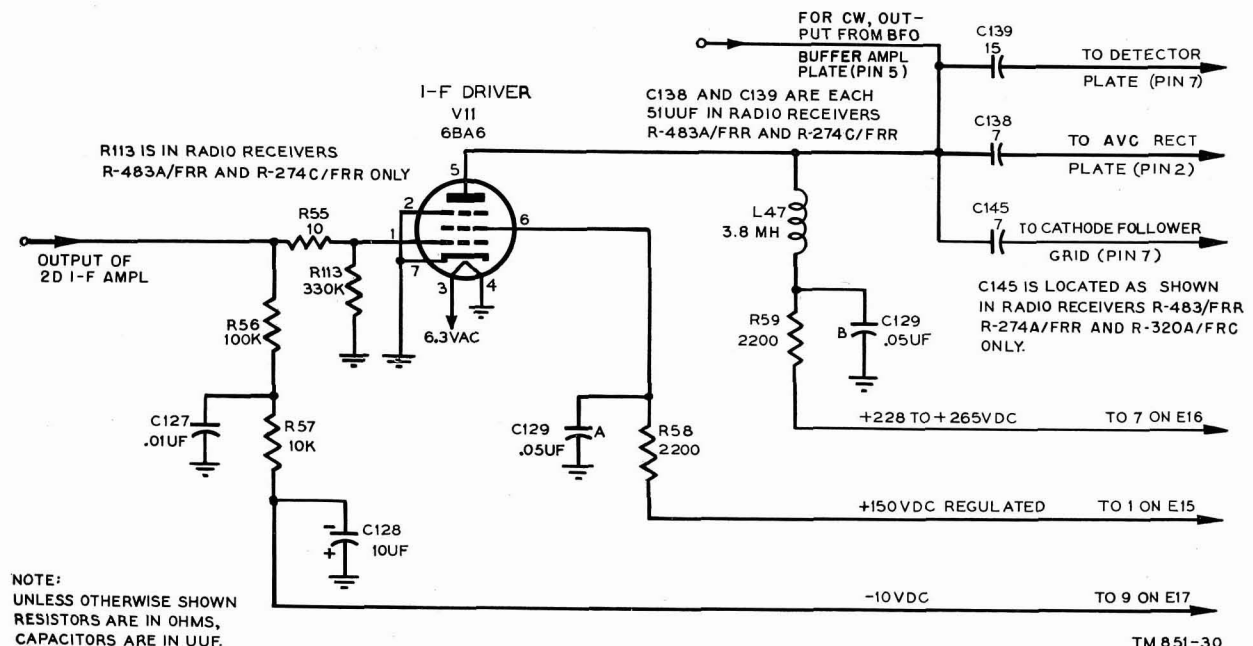 FOR CW, OUT-
PUT FROM BFO
BUFFER AMPL
PLATE (PIN 5)
C139
15
TO DETECTOR
PLATE (PIN 7)
I-F DRIVER
V11
6BA6
C138 AND C139 ARE EACH
51UUF IN RADIO RECEIVERS
R-483A/FRR AND R-274C/FRR
C138
7
TO AVC RECT
PLATE (PIN 2)
R113 IS IN RADIO RECEIVERS
R-483A/FRR AND R-274C/FRR ONLY
5
2
6
1
7
3
4
R55
10
L47
3.8 MH
C145
7
TO CATHODE FOLLOWER
GRID (PIN 7)
OUTPUT OF
2D I-F AMPL
R113
330K
C145 IS LOCATED AS SHOWN
IN RADIO RECEIVERS R-483/FRR
R-274A/FRR AND R-320A/FRC
ONLY.
R56
100K
6.3VAC
R59
2200
B
C129
.05UF
C127
.01UF
R57
10K
C129
.05UF
A
R58
2200
+228 TO +265VDC
TO 7 ON E16
+150VDC REGULATED
TO 1 ON E15
-
+
C128
10UF
-10VDC
TO 9 ON E17
NOTE:
UNLESS OTHERWISE SHOWN
RESISTORS ARE IN OHMS,
CAPACITORS ARE IN UUF.
TM 851-30